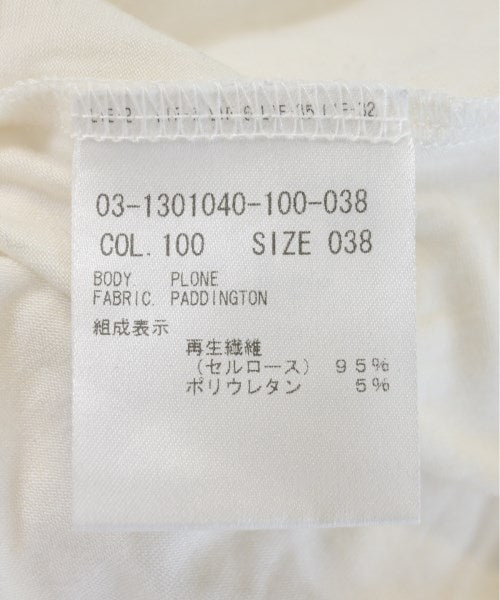 03-1301040-100-038
COL. 100 SIZE 038
BODY. PLONE
FABRIC. PADDINGTON
組成表示
再生繊維
(セルロース) 95%
ポリウレタン 5%